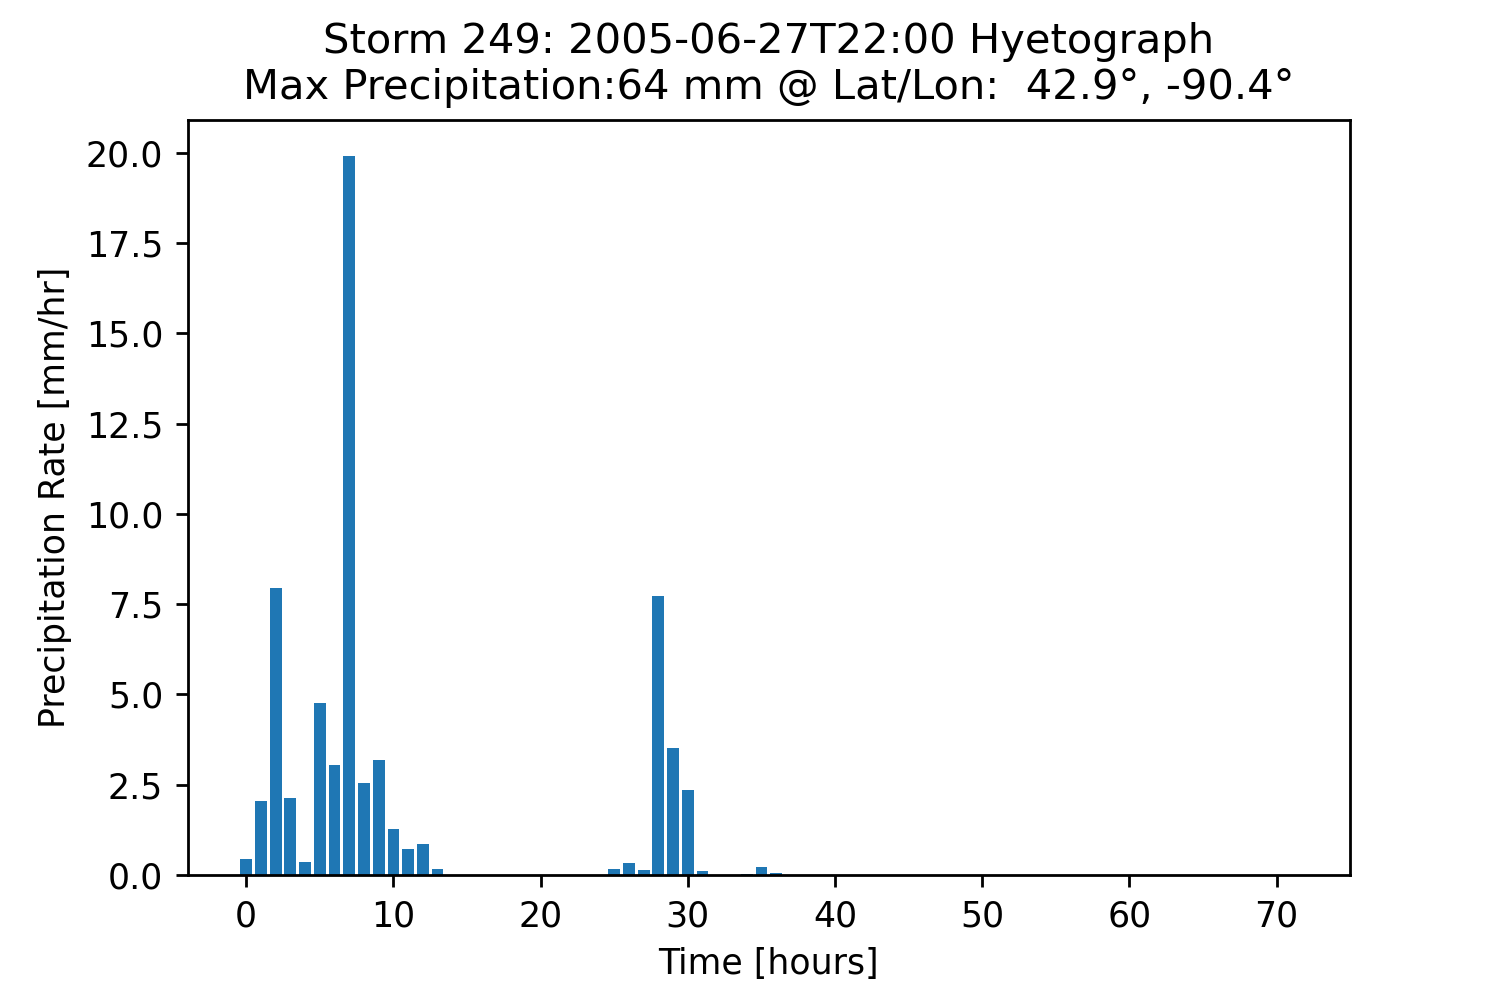 Storm 249: 2005-06-27T22:00 Hyetograph
Max Precipitation:64 mm @ Lat/Lon:  42.9°, -90.4°
Precipitation Rate [mm/hr]
20.0
17.5
15.0
12.5
10.0
7.5
5.0
2.5
0.0
0 10 20 30 40 50 60 70
Time [hours]